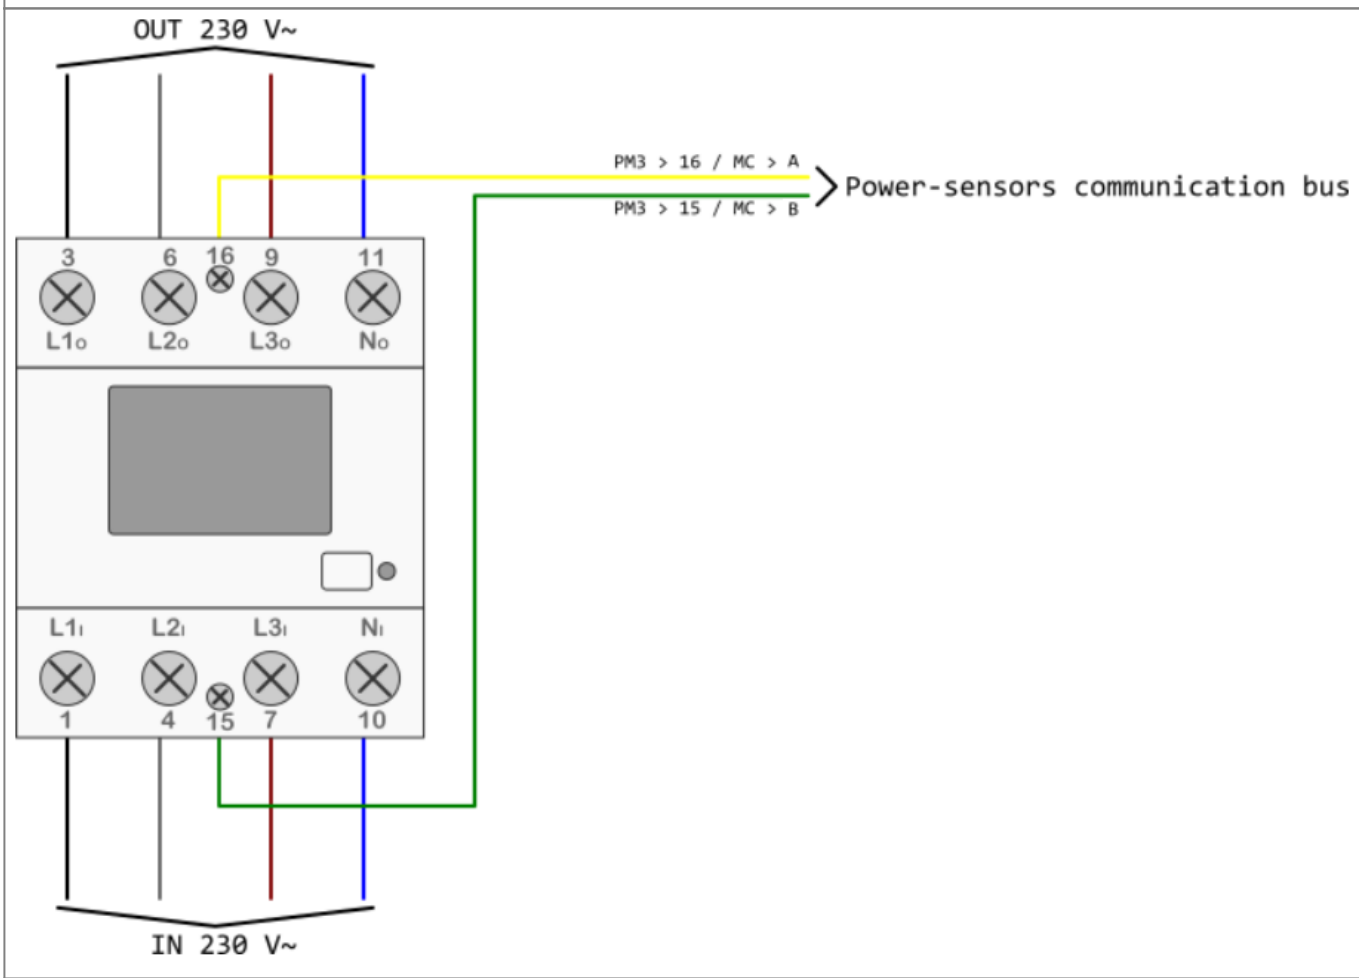 OUT 230 V~
PM3 > 16 / MC > A
Power-sensors communication bus
PM3 > 15 / MC > B
3 6 16 9 11
L1o L2o L3o No
L1I L2I L3I NI
1 4 15 7 10
IN 230 V~